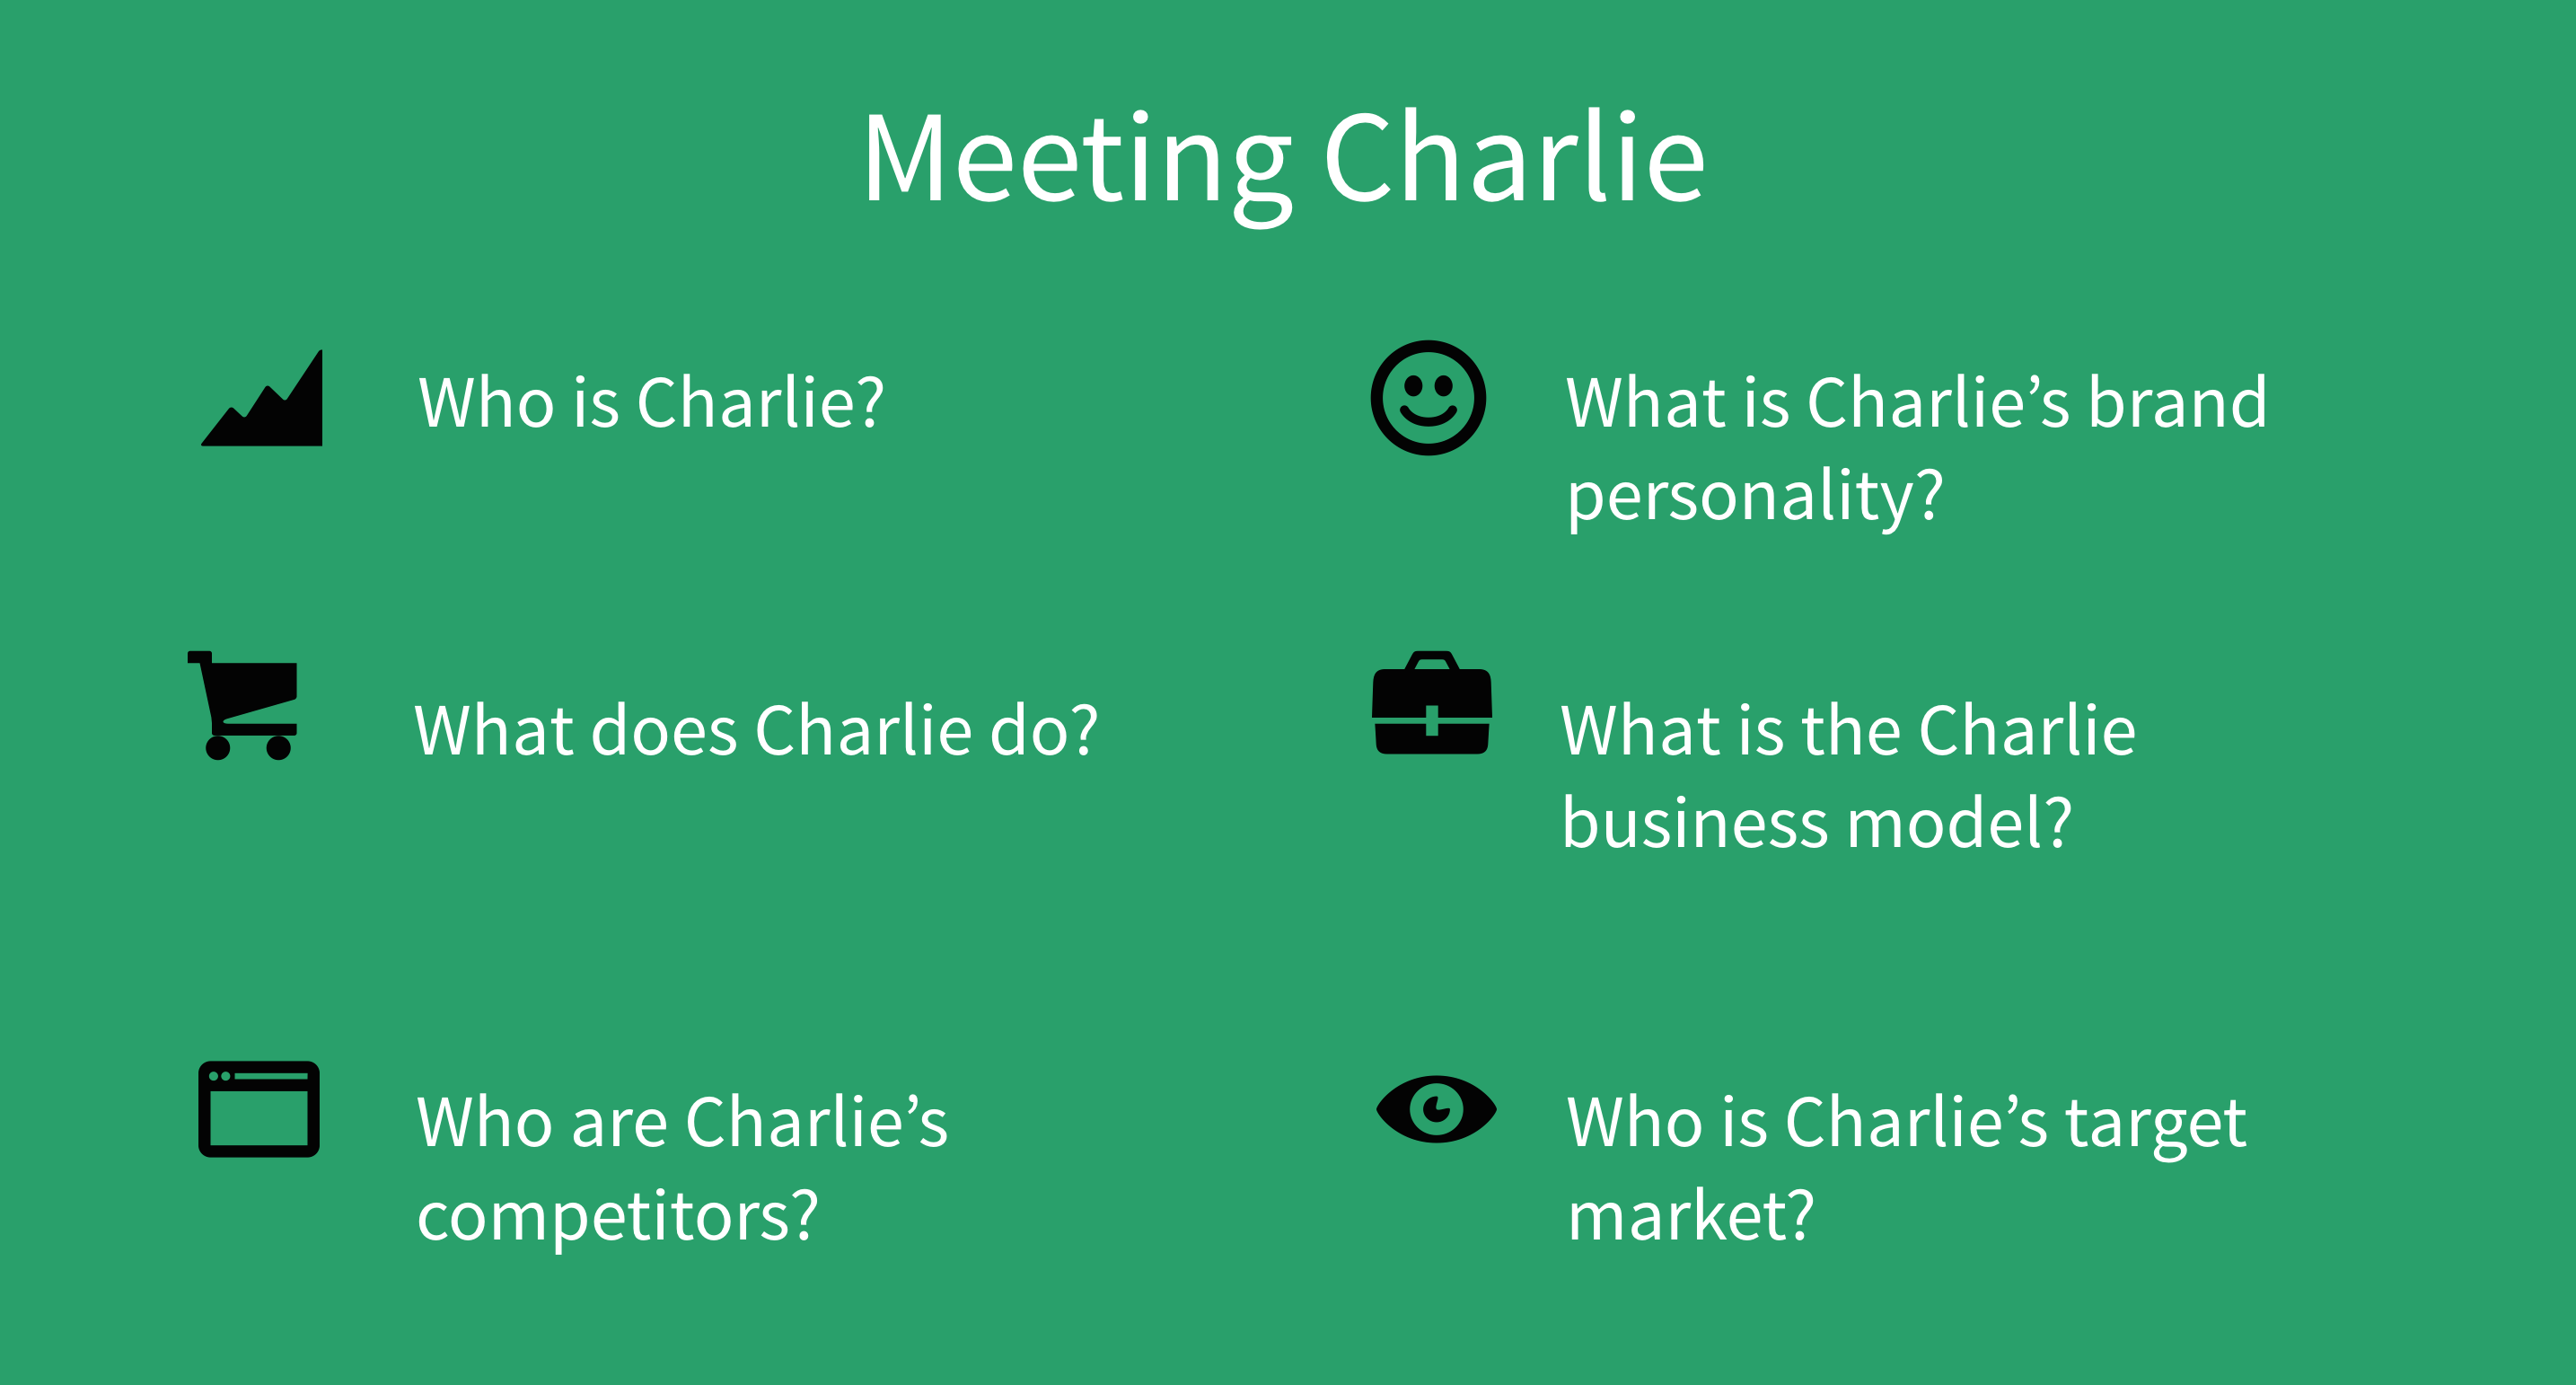 Meeting Charlie
Who is Charlie?
What is Charlie’s brand
personality?
What does Charlie do?
What is the Charlie
business model?
Who are Charlie’s
competitors?
Who is Charlie’s target
market?